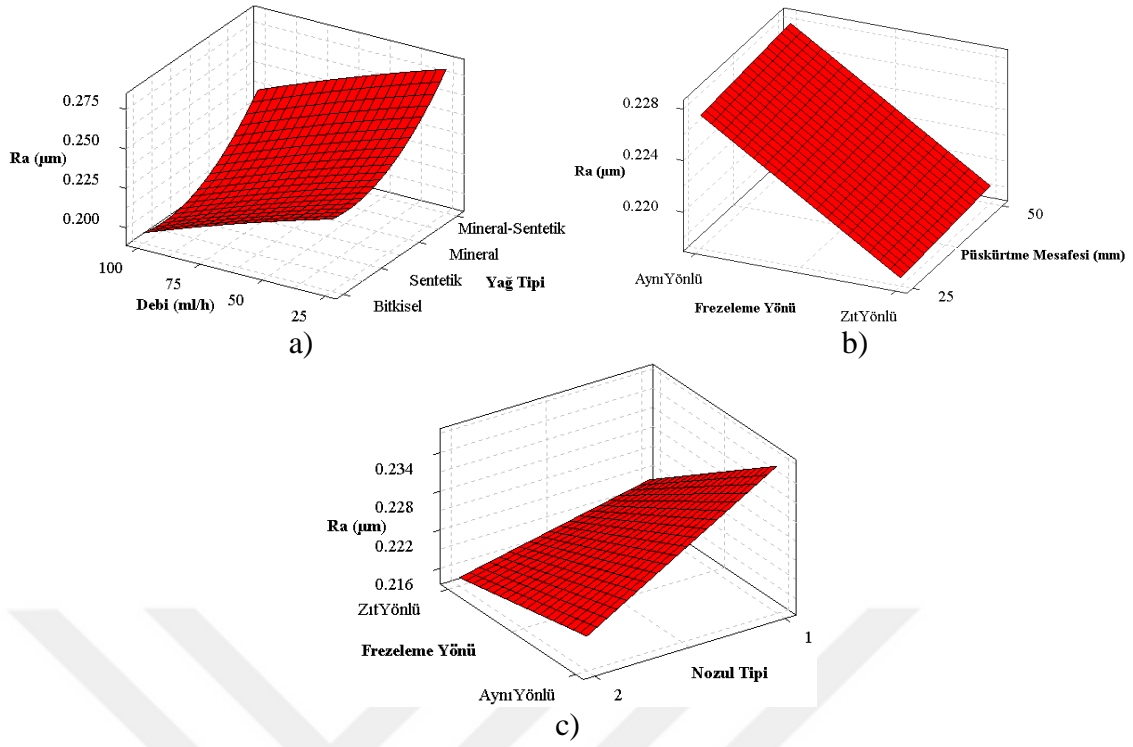 0.275
0.250
Ra (µm)
0.225
0.200
100
75
50
25
Debi (ml/h)
Mineral-Sentetik
Mineral
Sentetik
Bitkisel
Yağ Tipi
a)
0.228
0.224
Ra (µm)
0.220
AynıYönlü
Frezeleme Yönü
ZıtYönlü
50
Püskürtme Mesafesi (mm)
25
b)
0.234
0.228
Ra (µm)
0.222
0.216
ZıtYönlü
Frezeleme Yönü
AynıYönlü
1
Nozul Tipi
2
c)